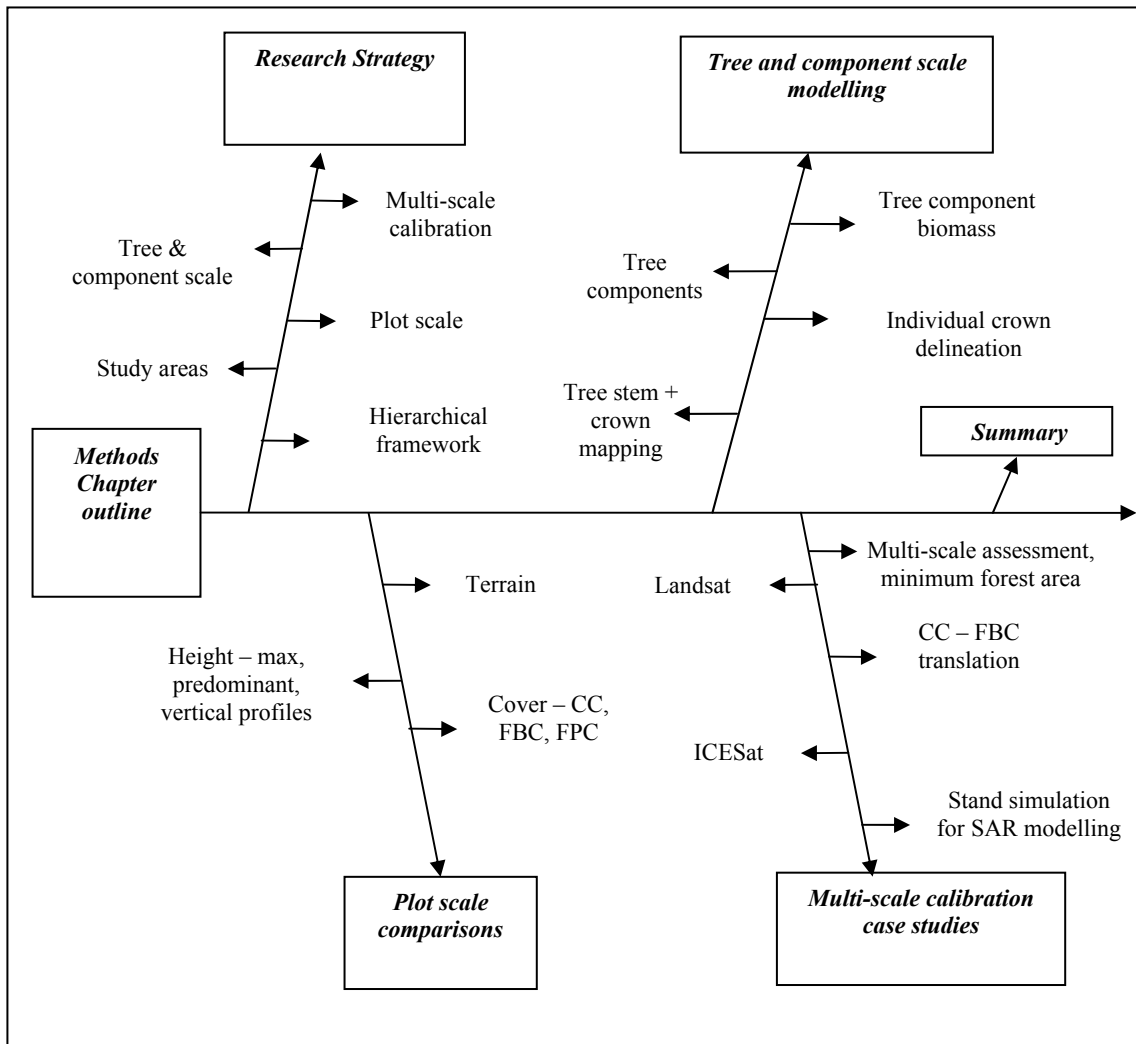 Research Strategy
Tree and component scale
modelling
Multi-scale
calibration
Tree &
component scale
Plot scale
Study areas
Hierarchical
framework
Tree component
biomass
Tree
components
Individual crown
delineation
Tree stem +
crown
mapping
Summary
Methods
Chapter
outline
Terrain
Height – max,
predominant,
vertical profiles
Cover – CC,
FBC, FPC
Plot scale
comparisons
Multi-scale assessment,
minimum forest area
Landsat
CC – FBC
translation
ICESat
Stand simulation
for SAR modelling
Multi-scale calibration
case studies